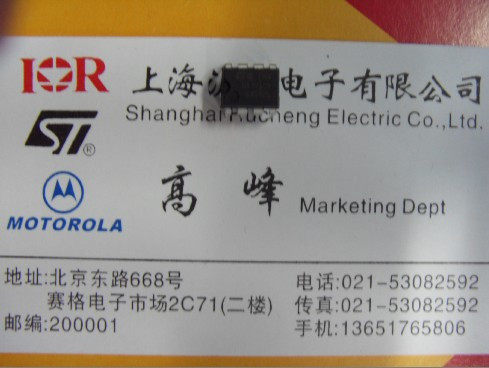 IOR
上海 电子有限公司
Shanghai Rucheng Electric Co.,Ltd.
ST®
高 峰 Marketing Dept
MOTOROLA
地址:北京东路668号
赛格电子市场2C71(二楼)
邮编:200001
电话:021-53082592
传真:021-53082592
手机:13651765806